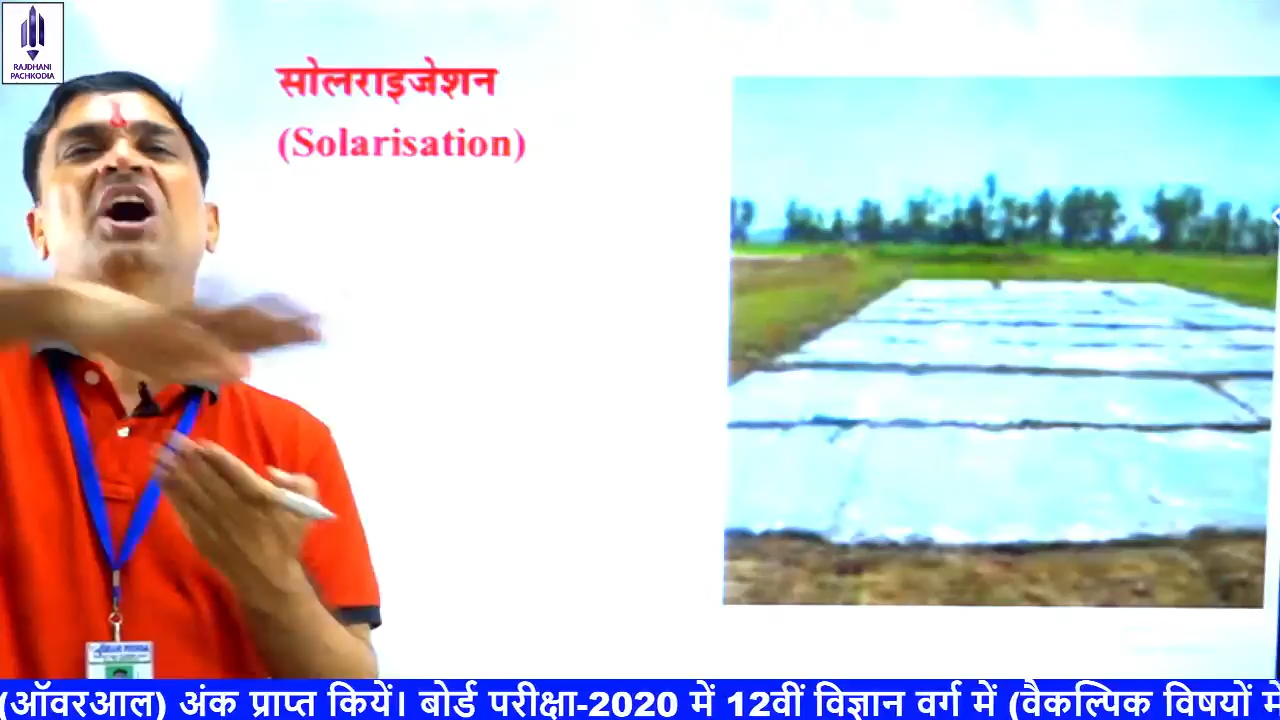 RAJDHANI
PACHKODIA
सोलराइजेशन
(Solarisation)
(ऑवरआल) अंक प्राप्त कियें। बोर्ड परीक्षा-2020 में 12वीं विज्ञान वर्ग में (वैकल्पिक विषयों में